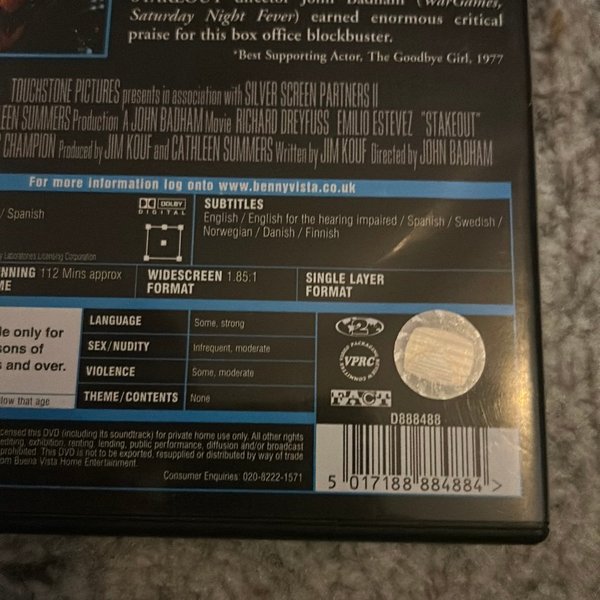 STAKEOUT director John Badham (WarGames,
Saturday Night Fever) earned enormous critical
praise for this box office blockbuster.
*Best Supporting Actor, The Goodbye Girl, 1977
TOUCHSTONE PICTURES presents in association with SILVER SCREEN PARTNERS II
EEN SUMMERS Production A JOHN BADHAM Movie RICHARD DREYFUSS EMILIO ESTEVEZ "STAKEOUT"
CHAMPION Produced by JIM KOUF and CATHLEEN SUMMERS Written by JIM KOUF Directed by JOHN BADHAM
For more information log onto www.bennyvista.co.uk
/ Spanish
DOLBY
DIGITAL
Laboratories Licensing Corporation
SUBTITLES
English / English for the hearing impaired / Spanish / Swedish /
Norwegian / Danish / Finnish
NNING 112 Mins approx
ME
WIDESCREEN 1.85:1
FORMAT
SINGLE LAYER
FORMAT
le only for
sons of
s and over.
low that age
LANGUAGE Some, strong
SEX/NUDITY Infrequent, moderate
VIOLENCE Some, moderate
THEME/CONTENTS None
2
VPRC
FACT
D888488
censed this DVD (including its soundtrack) for private home use only. All other rights
editing, exhibition, renting, lending, public performance, diffusion and/or broadcast
prohibited. This DVD is not to be exported, resupplied or distributed by way of trade
om Buena Vista Home Entertainment.
Consumer Enquiries: 020-8222-1571
5 017188 884884 >